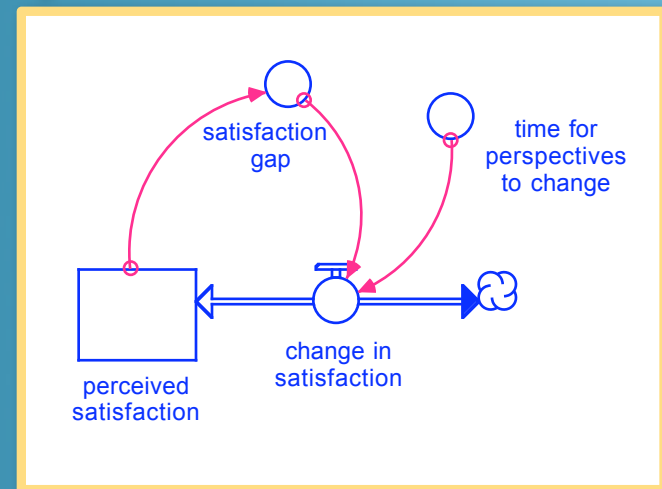 satisfaction
gap
time for
perspectives
to change
change in
satisfaction
perceived
satisfaction